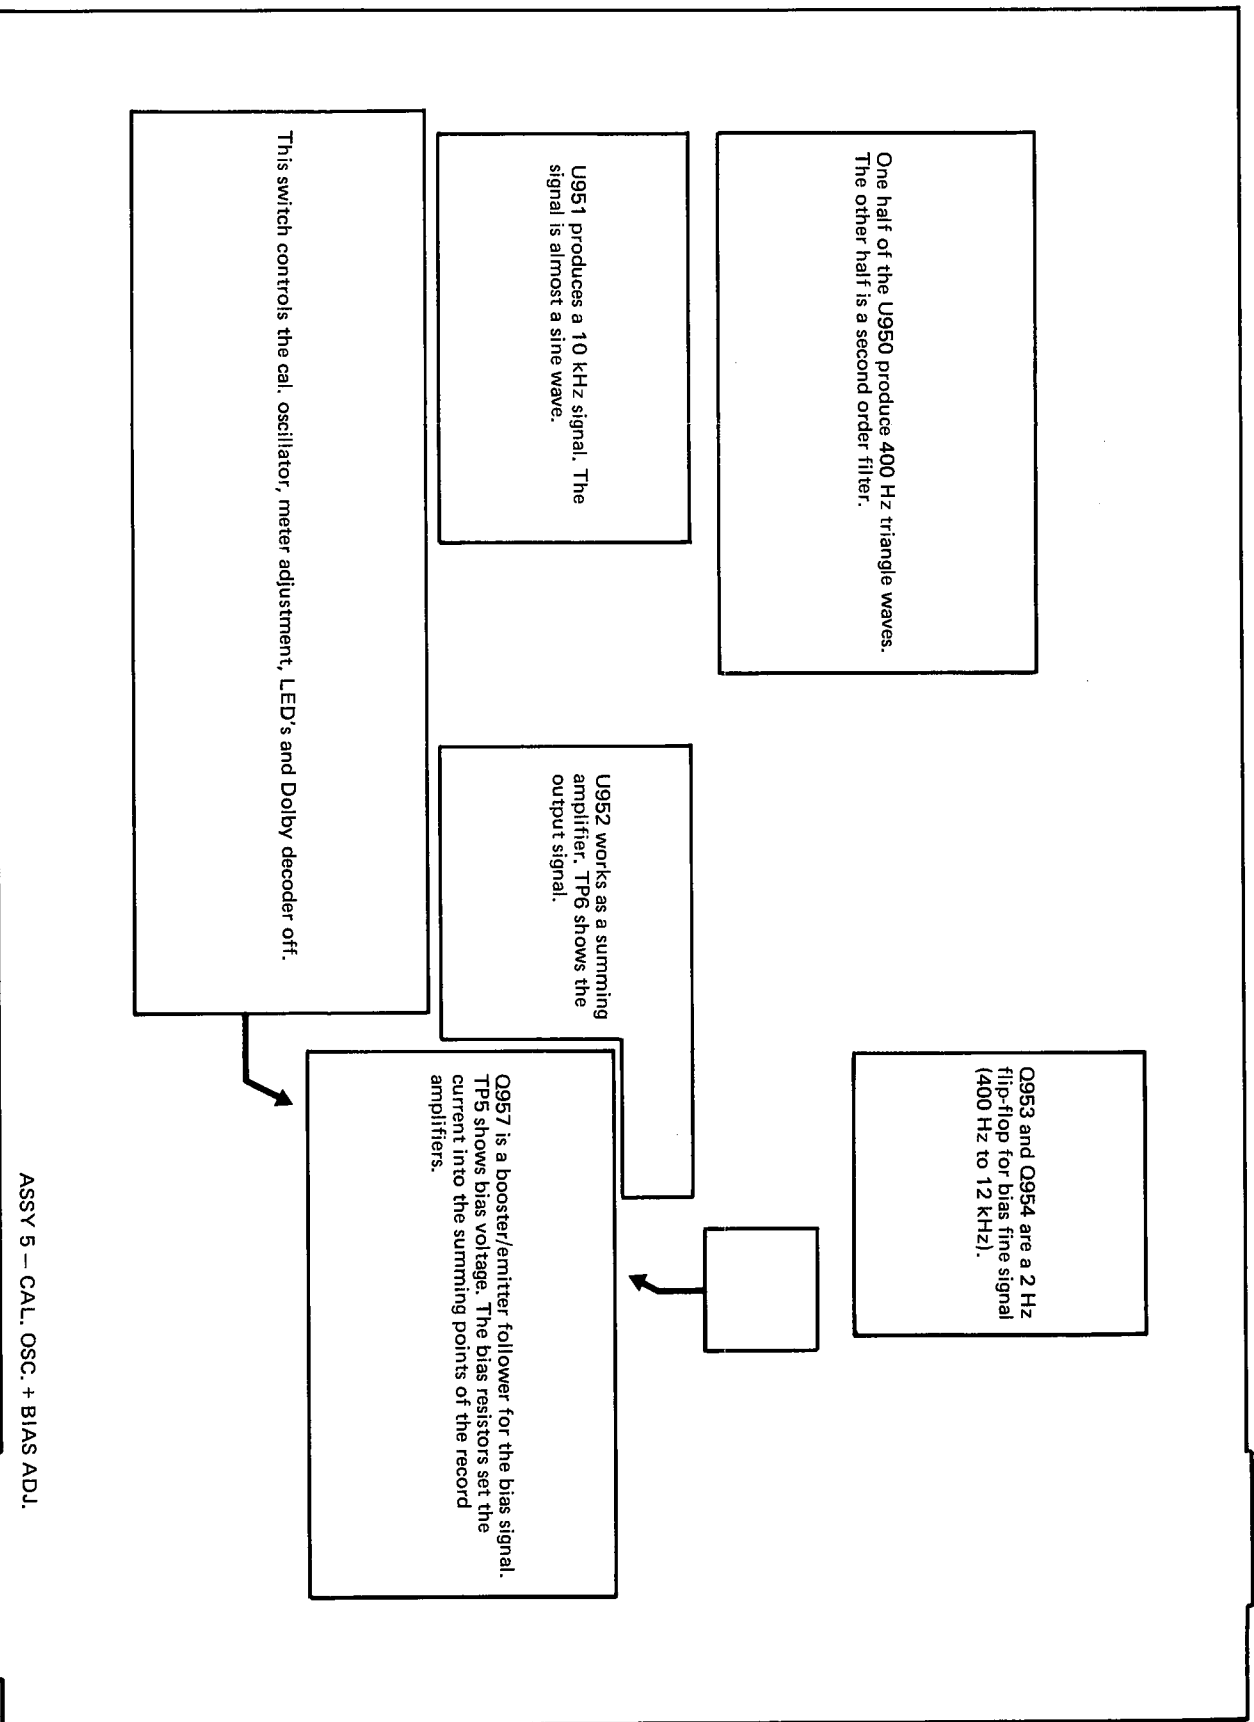 One half of the U950 produce 400 Hz triangle waves.
The other half is a second order filter.
Q953 and Q954 are a 2 Hz
flip-flop for bias fine signal
(400 Hz to 12 kHz).
U951 produces a 10 kHz signal. The
signal is almost a sine wave.
U952 works as a summing
amplifier. TP6 shows the
output signal.
Q957 is a booster/emitter follower for the bias signal.
TP5 shows bias voltage. The bias resistors set the
current into the summing points of the record
amplifiers.
This switch controls the cal. oscillator, meter adjustment, LED's and Dolby decoder off.
ASSY 5 – CAL. OSC. + BIAS ADJ.